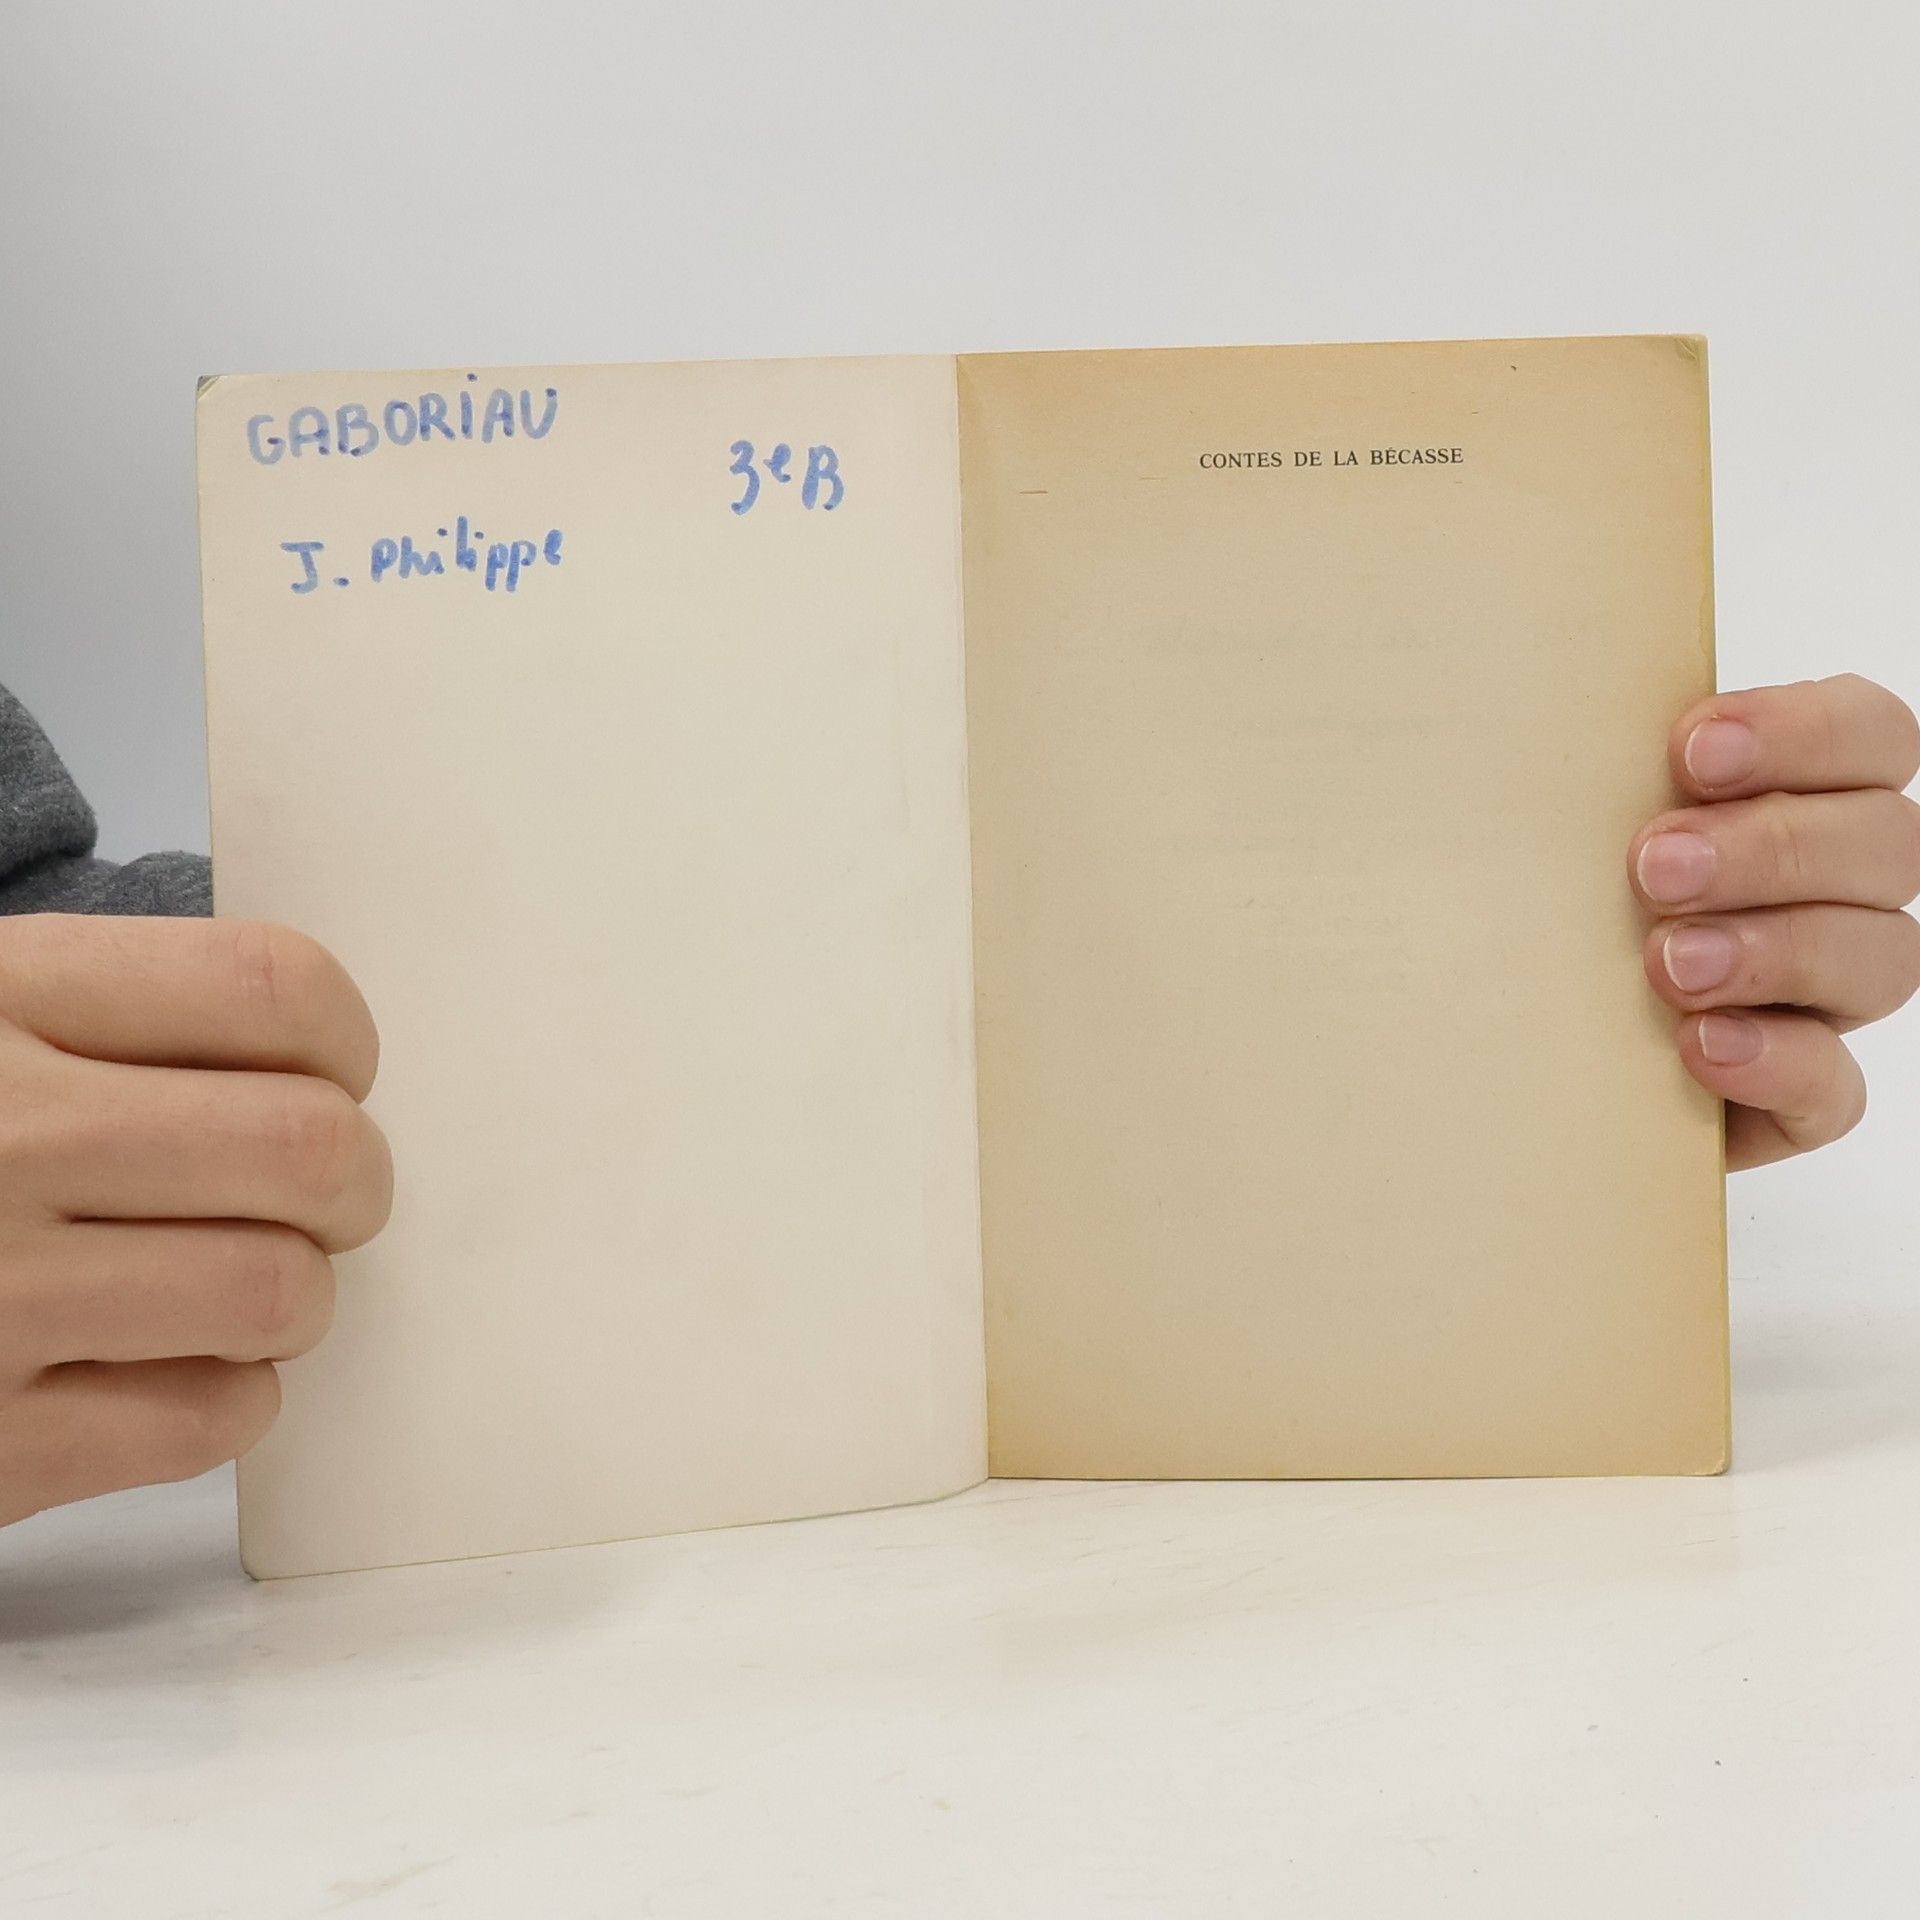 GABORiAU
3e B
J. Philippe
CONTES DE LA BÉCASSE